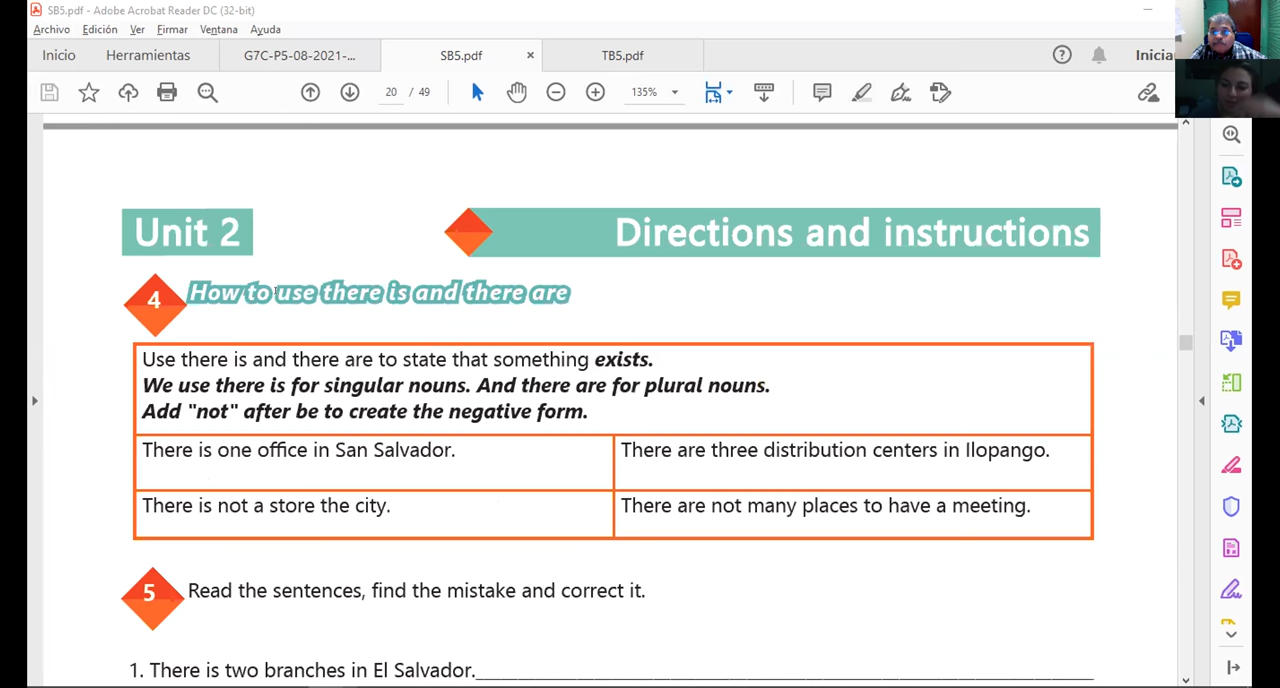 SB5.pdf - Adobe Acrobat Reader DC (32-bit)
Archivo Edición Ver Firmar Ventana Ayuda
Inicio Herramientas G7C-P5-08-2021-... SB5.pdf × TB5.pdf Inicia
20 / 49 135%
Unit 2 Directions and instructions
4 How to use there is and there are
Use there is and there are to state that something exists.
We use there is for singular nouns. And there are for plural nouns.
Add "not" after be to create the negative form.
There is one office in San Salvador. There are three distribution centers in Ilopango.
There is not a store the city. There are not many places to have a meeting.
5 Read the sentences, find the mistake and correct it.
1. There is two branches in El Salvador.